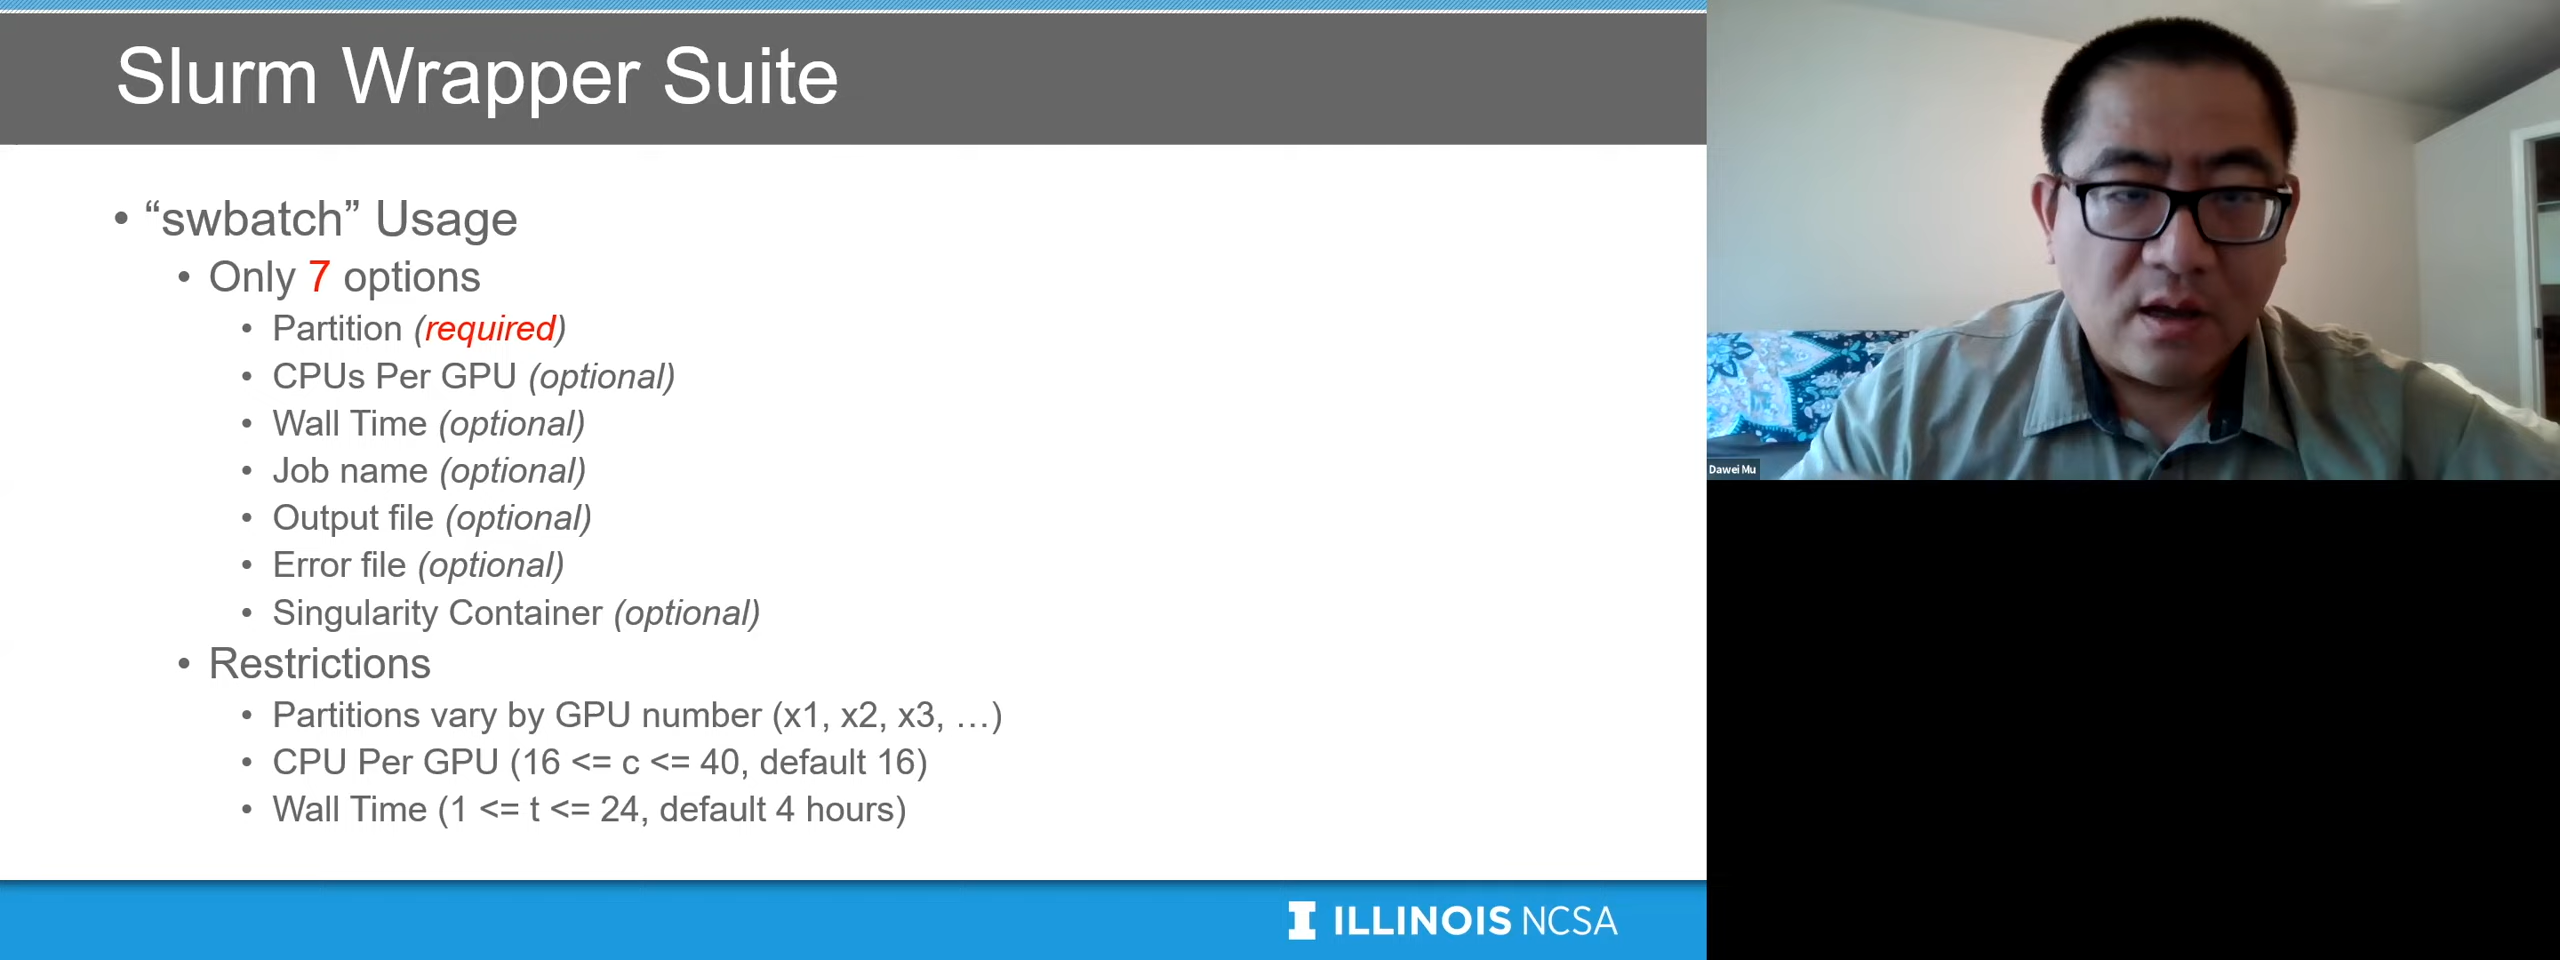 Slurm Wrapper Suite
• “swbatch” Usage
• Only 7 options
• Partition (required)
• CPUs Per GPU (optional)
• Wall Time (optional)
• Job name (optional)
• Output file (optional)
• Error file (optional)
• Singularity Container (optional)
• Restrictions
• Partitions vary by GPU number (x1, x2, x3, …)
• CPU Per GPU (16 <= c <= 40, default 16)
• Wall Time (1 <= t <= 24, default 4 hours)
I ILLINOIS NCSA
Dawei Mu